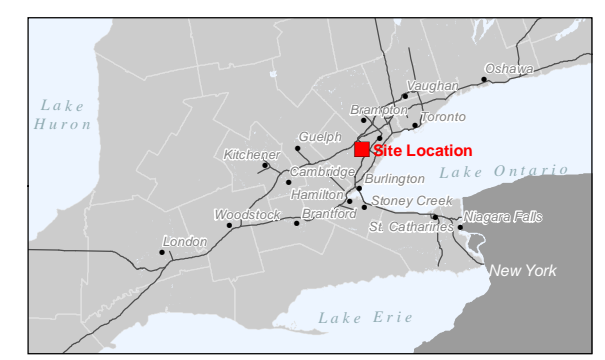 Oshawa
Vaughan
Lake
Huron
Brampton
Toronto
Guelph
Site Location
Kitchener
Cambridge
Lake Ontario
Burlington
Hamilton
Stoney Creek
Woodstock
Brantford
St. Catharines
Niagara Falls
London
New York
Lake Erie